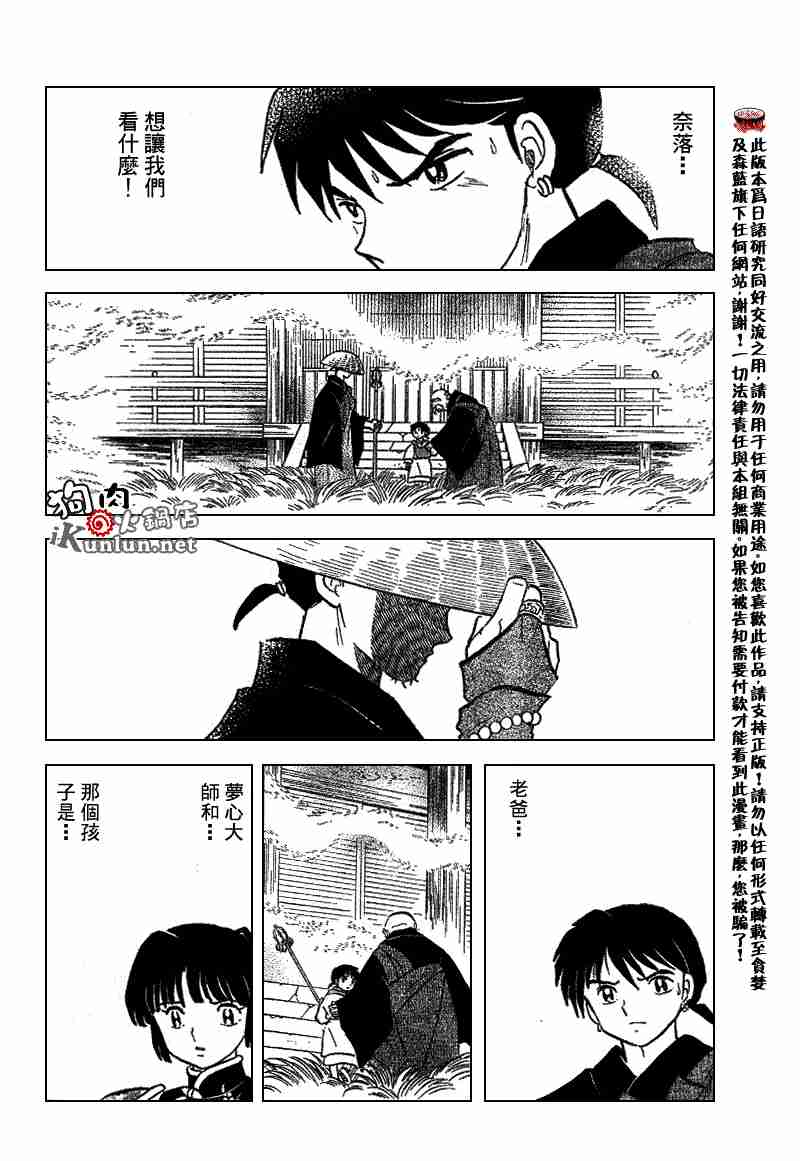 奈落…
想讓我們
看什麼！
狗肉
火鍋店
iKunlun.net
老爸…
夢心大
師和…
那個孩
子是…
此版本爲日語研究同好交流之用，請勿用于任何商業用途。如您喜歡此作品，請支持正版！請勿以任何形式轉載至貪婪
及森藍旗下任何網站，謝謝！一切法律責任與本組無關。如果您被告知需要付款才能看到此漫畫，那麼，您被騙了！